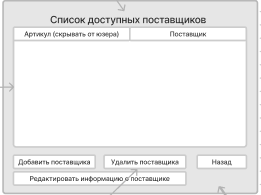 Список доступных поставщиков
Артикул (скрывать от юзера) Поставщик
Добавить поставщика Удалить поставщика Назад
Редактировать информацию о поставщике